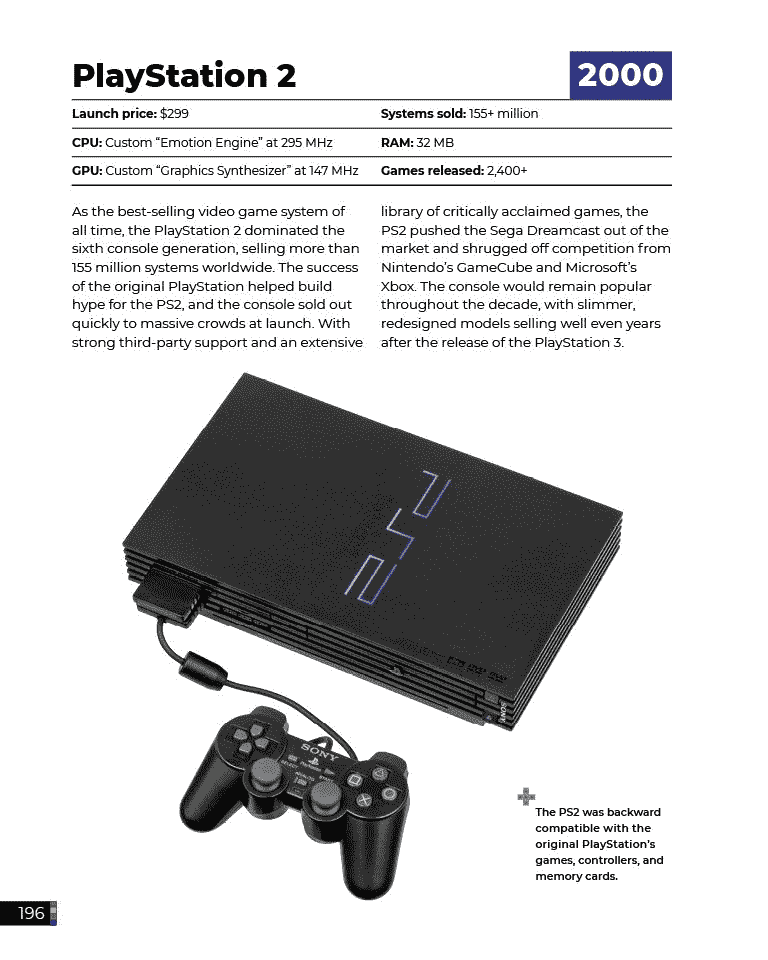 PlayStation 2
2000
Launch price: $299
Systems sold: 155+ million
CPU: Custom “Emotion Engine” at 295 MHz
RAM: 32 MB
GPU: Custom “Graphics Synthesizer” at 147 MHz
Games released: 2,400+
As the best-selling video game system of
all time, the PlayStation 2 dominated the
sixth console generation, selling more than
155 million systems worldwide. The success
of the original PlayStation helped build
hype for the PS2, and the console sold out
quickly to massive crowds at launch. With
strong third-party support and an extensive
library of critically acclaimed games, the
PS2 pushed the Sega Dreamcast out of the
market and shrugged off competition from
Nintendo’s GameCube and Microsoft’s
Xbox. The console would remain popular
throughout the decade, with slimmer,
redesigned models selling well even years
after the release of the PlayStation 3.
PS2
SONY
SONY
PlayStation
SELECT
START
ANALOG
The PS2 was backward
compatible with the
original PlayStation’s
games, controllers, and
memory cards.
196